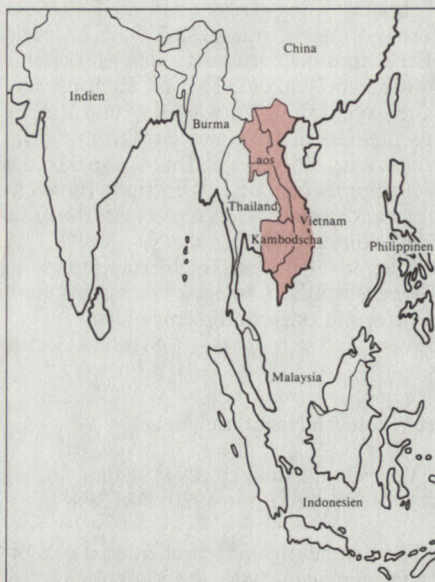 China
Indien
Burma
Laos
Thailand
Vietnam
Kambodscha
Philippinen
Malaysia
Indonesien